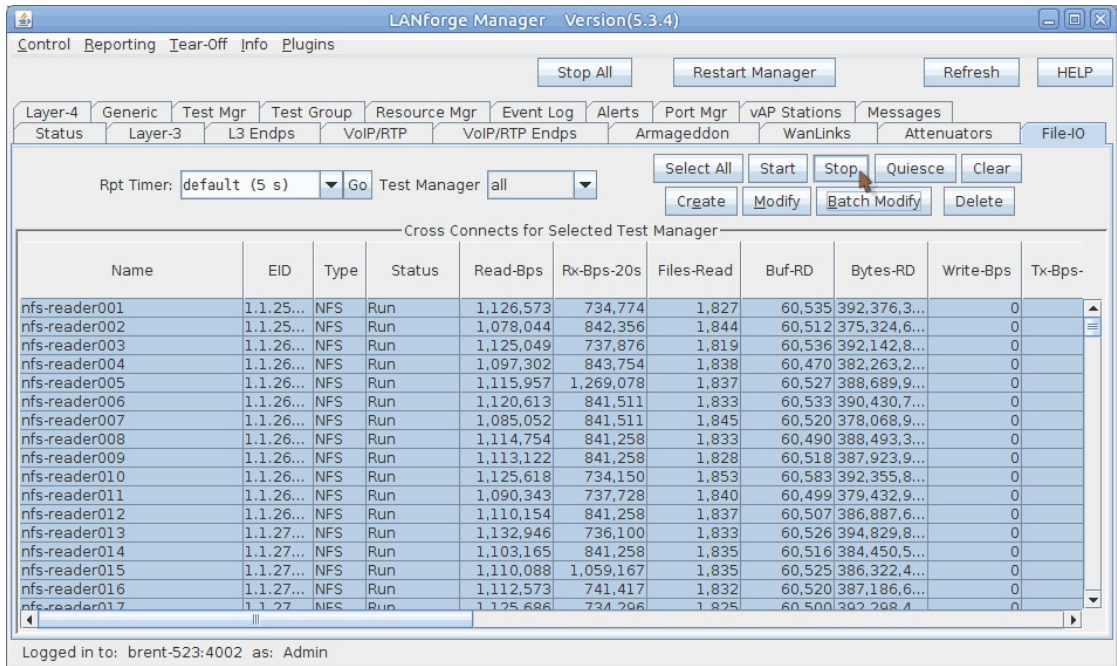 LANforge Manager Version(5.3.4)
Control Reporting Tear-Off Info Plugins
Stop All Restart Manager Refresh HELP
Layer-4 Generic Test Mgr Test Group Resource Mgr Event Log Alerts Port Mgr vAP Stations Messages
Status Layer-3 L3 Endps VoIP/RTP VoIP/RTP Endps Armageddon WanLinks Attenuators File-IO
Select All Start Stop Quiesce Clear
Rpt Timer: default (5 s) Go Test Manager all
Create Modify Batch Modify Delete
Cross Connects for Selected Test Manager
Name EID Type Status Read-Bps Rx-Bps-20s Files-Read Buf-RD Bytes-RD Write-Bps Tx-Bps-
nfs-reader001 1.1.25... NFS Run 1,126,573 734,774 1,827 60,535 392,376,3... 0
nfs-reader002 1.1.25... NFS Run 1,078,044 842,356 1,844 60,512 375,324,6... 0
nfs-reader003 1.1.26... NFS Run 1,125,049 737,876 1,819 60,536 392,142,8... 0
nfs-reader004 1.1.26... NFS Run 1,097,302 843,754 1,838 60,470 382,263,2... 0
nfs-reader005 1.1.26... NFS Run 1,115,957 1,269,078 1,837 60,527 388,689,9... 0
nfs-reader006 1.1.26... NFS Run 1,120,613 841,511 1,833 60,533 390,430,7... 0
nfs-reader007 1.1.26... NFS Run 1,085,052 841,511 1,845 60,520 378,068,9... 0
nfs-reader008 1.1.26... NFS Run 1,114,754 841,258 1,833 60,490 388,493,3... 0
nfs-reader009 1.1.26... NFS Run 1,113,122 841,258 1,828 60,518 387,923,9... 0
nfs-reader010 1.1.26... NFS Run 1,125,618 734,150 1,853 60,583 392,355,8... 0
nfs-reader011 1.1.26... NFS Run 1,090,343 737,728 1,840 60,499 379,432,9... 0
nfs-reader012 1.1.26... NFS Run 1,110,154 841,258 1,837 60,507 386,887,6... 0
nfs-reader013 1.1.27... NFS Run 1,132,946 736,100 1,833 60,526 394,829,8... 0
nfs-reader014 1.1.27... NFS Run 1,103,165 841,258 1,835 60,516 384,450,5... 0
nfs-reader015 1.1.27... NFS Run 1,110,088 1,059,167 1,835 60,525 386,322,4... 0
nfs-reader016 1.1.27... NFS Run 1,112,573 741,417 1,832 60,520 387,186,6... 0
nfs-reader017 1.1.27... NFS Run 1,125,686 734,296 1,825 60,500 392,298,4... 0
Logged in to: brent-523:4002 as: Admin